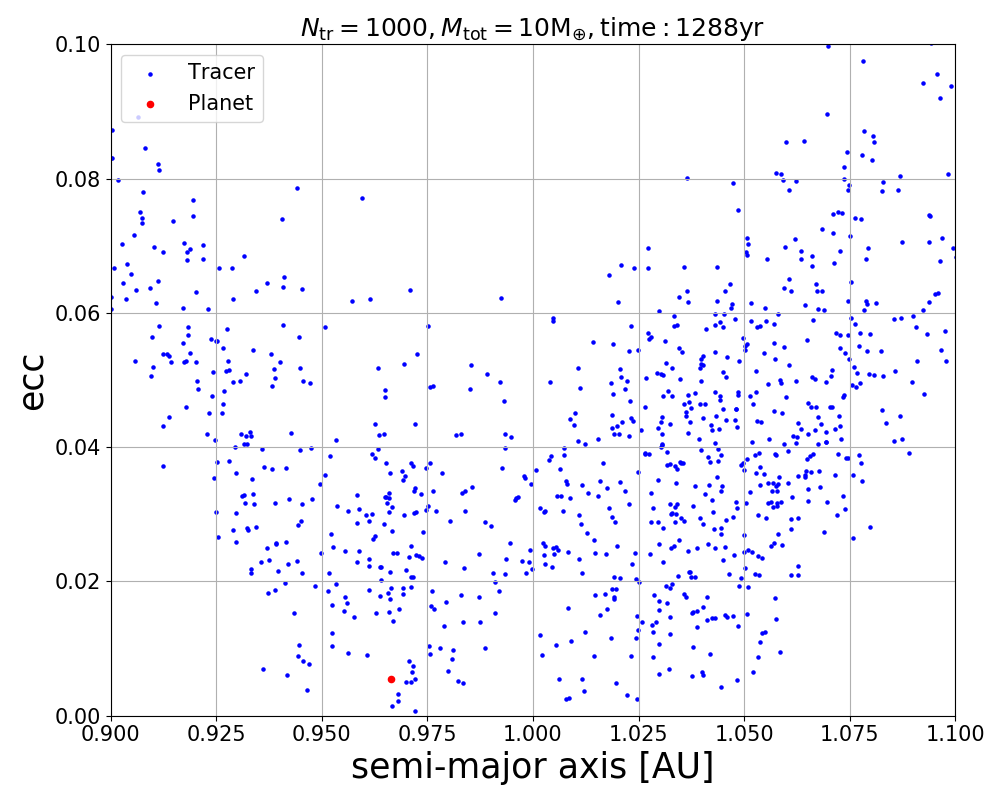 N_tr = 1000, M_tot = 10M_⊕, time : 1288yr
Tracer
Planet
0.10
0.08
0.06
0.04
0.02
0.00
ecc
0.900 0.925 0.950 0.975 1.000 1.025 1.050 1.075 1.100
semi-major axis [AU]